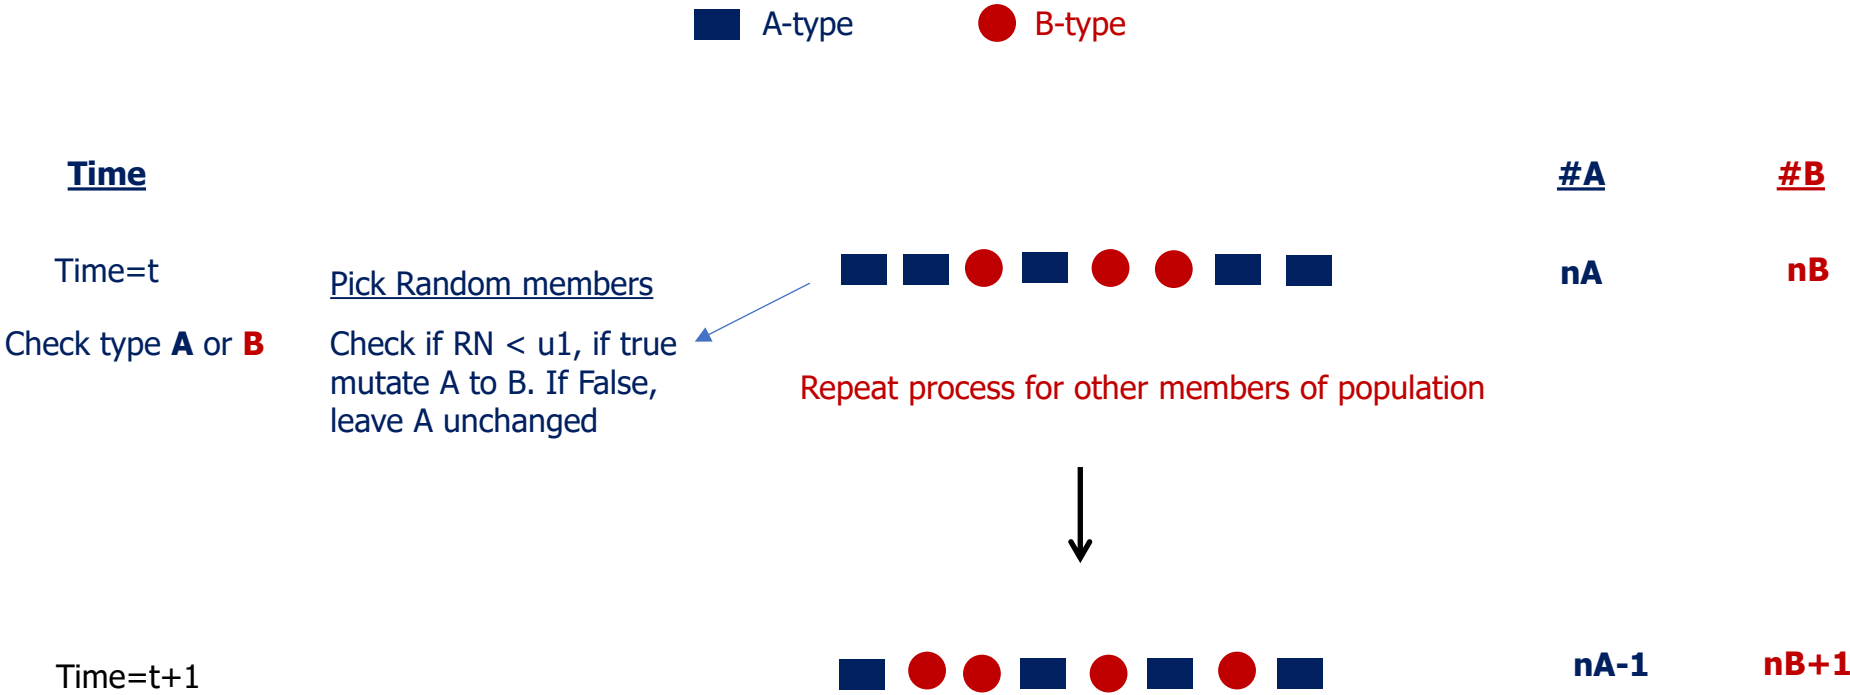 A-type B-type
Time #A #B
Time=t nA nB
Pick Random members
Check type A or B
Check if RN < u1, if true
mutate A to B. If False,
leave A unchanged
Repeat process for other members of population
Time=t+1 nA-1 nB+1